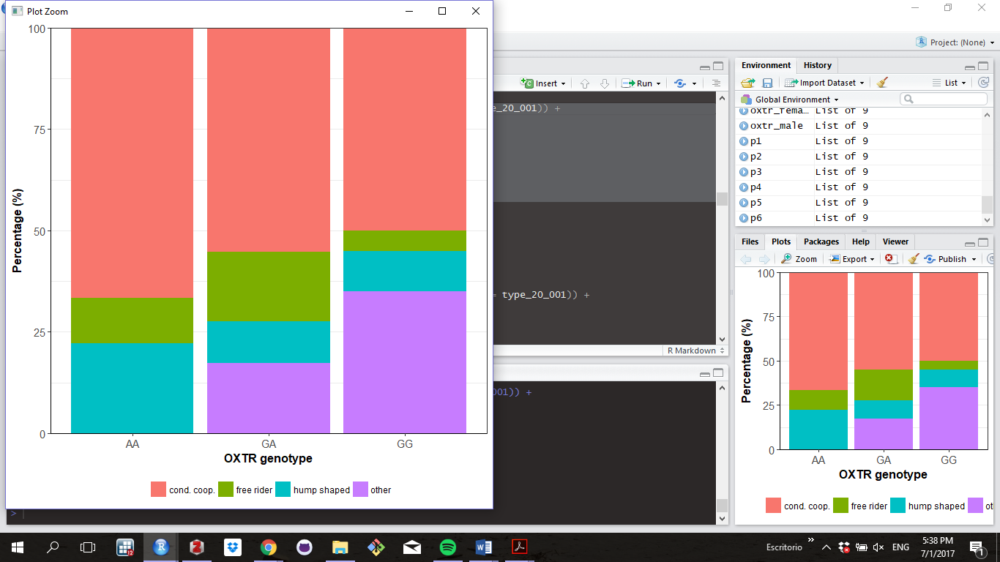 Plot Zoom
100
75
50
25
0
Percentage (%)
AA GA GG
OXTR genotype
cond. coop. free rider hump shaped other
Project: (None)
Insert Run
_20_001)) +
= type_20_001)) +
R Markdown
001)) +
>
Environment History
Import Dataset List
Global Environment
oxtr_fema… List of 9
oxtr_male List of 9
p1 List of 9
p2 List of 9
p3 List of 9
p4 List of 9
p5 List of 9
p6 List of 9
Files Plots Packages Help Viewer
Zoom Export Publish
100
75
50
25
0
Percentage (%)
AA GA GG
OXTR genotype
cond. coop. free rider hump shaped ot
12
Escritorio » ENG 5:38 PM
7/1/2017
1